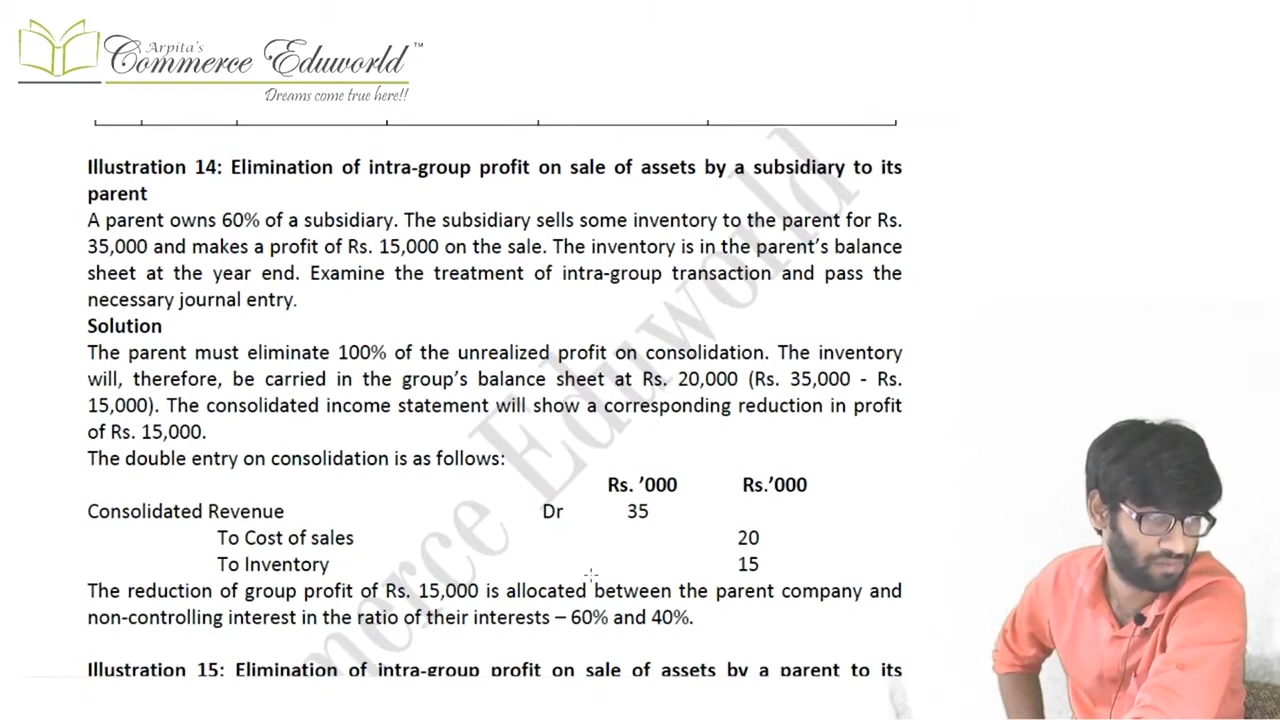 Arpita's
Commerce Eduworld™
Dreams come true here!!
Illustration 14: Elimination of intra-group profit on sale of assets by a subsidiary to its
parent
A parent owns 60% of a subsidiary. The subsidiary sells some inventory to the parent for Rs.
35,000 and makes a profit of Rs. 15,000 on the sale. The inventory is in the parent's balance
sheet at the year end. Examine the treatment of intra-group transaction and pass the
necessary journal entry.
Solution
The parent must eliminate 100% of the unrealized profit on consolidation. The inventory
will, therefore, be carried in the group's balance sheet at Rs. 20,000 (Rs. 35,000 - Rs.
15,000). The consolidated income statement will show a corresponding reduction in profit
of Rs. 15,000.
The double entry on consolidation is as follows:
Rs. '000 Rs.'000
Consolidated Revenue Dr 35
To Cost of sales 20
To Inventory 15
The reduction of group profit of Rs. 15,000 is allocated between the parent company and
non-controlling interest in the ratio of their interests – 60% and 40%.
Illustration 15: Elimination of intra-group profit on sale of assets by a parent to its
merce Eduworld